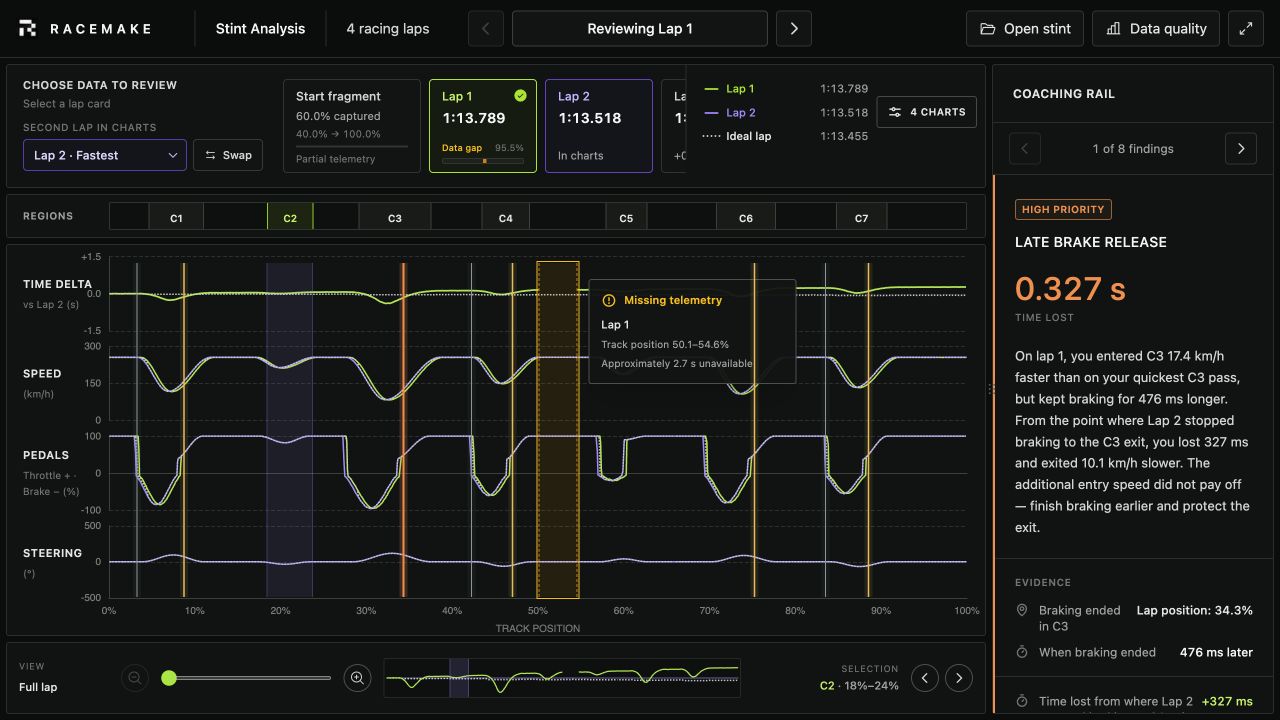 RACEMAKE
Stint Analysis
4 racing laps
Reviewing Lap 1
Open stint
Data quality
CHOOSE DATA TO REVIEW
Select a lap card
SECOND LAP IN CHARTS
Lap 2 · Fastest
Swap
Start fragment
60.0% captured
40.0% → 100.0%
Partial telemetry
Lap 1
1:13.789
Data gap 95.5%
Lap 2
1:13.518
In charts
Lap 1 1:13.789
Lap 2 1:13.518
Ideal lap 1:13.455
4 CHARTS
REGIONS
C1 C2 C3 C4 C5 C6 C7
TIME DELTA
vs Lap 2 (s)
+1.5
0.0
-1.5
SPEED
(km/h)
300
150
0
PEDALS
Throttle + ·
Brake − (%)
100
0
-100
STEERING
(°)
500
0
-500
Missing telemetry
Lap 1
Track position 50.1–54.6%
Approximately 2.7 s unavailable
0% 10% 20% 30% 40% 50% 60% 70% 80% 90% 100%
TRACK POSITION
VIEW
Full lap
SELECTION
C2 · 18%–24%
COACHING RAIL
1 of 8 findings
HIGH PRIORITY
LATE BRAKE RELEASE
0.327 s
TIME LOST
On lap 1, you entered C3 17.4 km/h
faster than on your quickest C3 pass,
but kept braking for 476 ms longer.
From the point where Lap 2 stopped
braking to the C3 exit, you lost 327 ms
and exited 10.1 km/h slower. The
additional entry speed did not pay off
— finish braking earlier and protect the
exit.
EVIDENCE
Braking ended Lap position: 34.3%
in C3
When braking ended 476 ms later
Time lost from where Lap 2 +327 ms